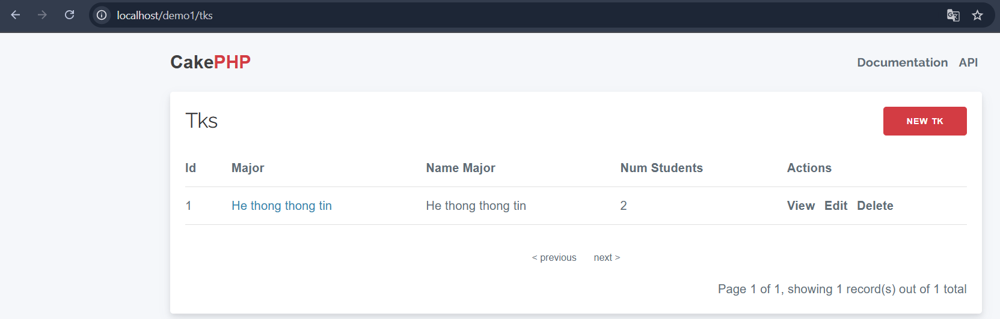 localhost/demo1/tks
CakePHP Documentation API
Tks NEW TK
Id Major Name Major Num Students Actions
1 He thong thong tin He thong thong tin 2 View Edit Delete
< previous next >
Page 1 of 1, showing 1 record(s) out of 1 total